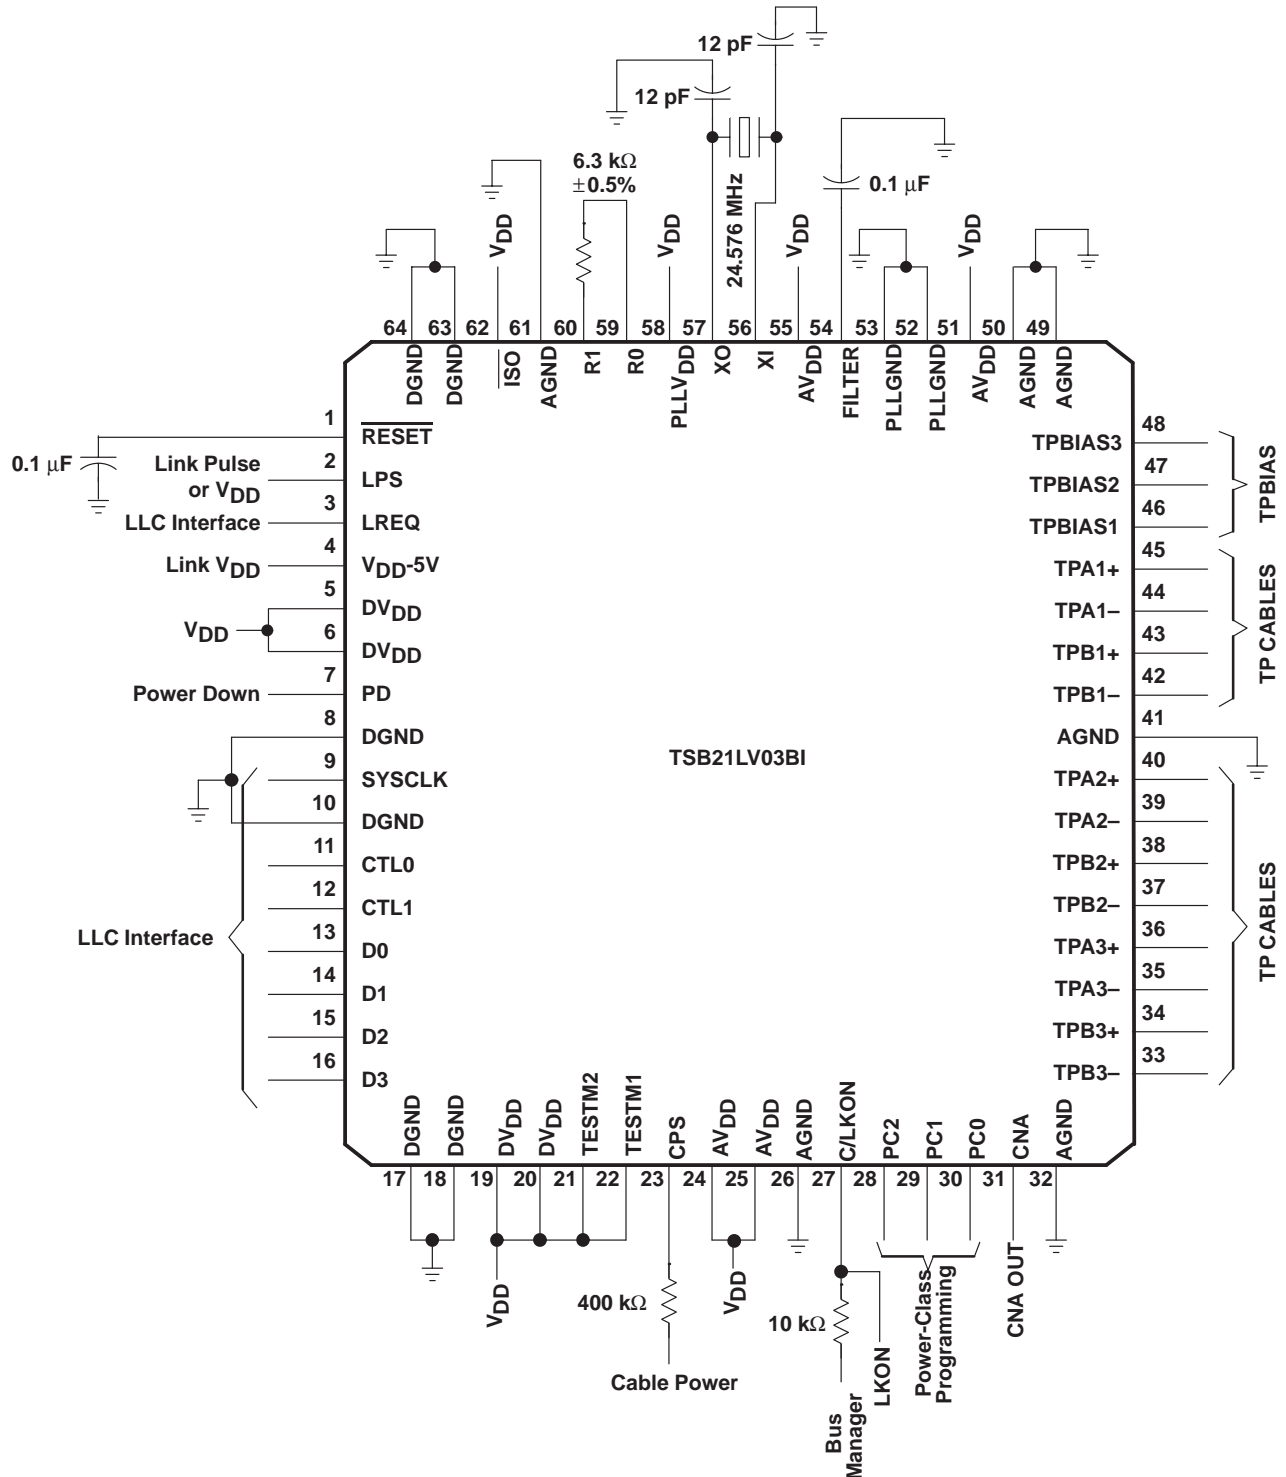 12 pF
12 pF
6.3 kΩ
±0.5%
24.576 MHz
0.1 μF
VDD
VDD
VDD
VDD
64
63
62
61
60
59
58
57
56
55
54
53
52
51
50
49
DGND
DGND
ISO
AGND
R1
R0
PLLVDD
XO
XI
AVDD
FILTER
PLLGND
PLLGND
AVDD
AGND
AGND
0.1 μF
1
RESET
Link Pulse
or VDD
2
LPS
LLC Interface
3
LREQ
Link VDD
4
VDD-5V
5
DVDD
VDD
6
DVDD
Power Down
7
PD
8
DGND
9
SYSCLK
10
DGND
11
CTL0
12
CTL1
LLC Interface
13
D0
14
D1
15
D2
16
D3
TSB21LV03BI
TPBIAS3
48
TPBIAS2
47
TPBIAS1
46
TPBIAS
TPA1+
45
TPA1–
44
TPB1+
43
TPB1–
42
TP CABLES
AGND
41
TPA2+
40
TPA2–
39
TPB2+
38
TPB2–
37
TPA3+
36
TPA3–
35
TPB3+
34
TPB3–
33
TP CABLES
DGND
DGND
DVDD
DVDD
TESTM2
TESTM1
CPS
AVDD
AVDD
AGND
C/LKON
PC2
PC1
PC0
CNA
AGND
17
18
19
20
21
22
23
24
25
26
27
28
29
30
31
32
VDD
400 kΩ
Cable Power
VDD
10 kΩ
Bus
Manager
LKON
Power-Class
Programming
CNA OUT